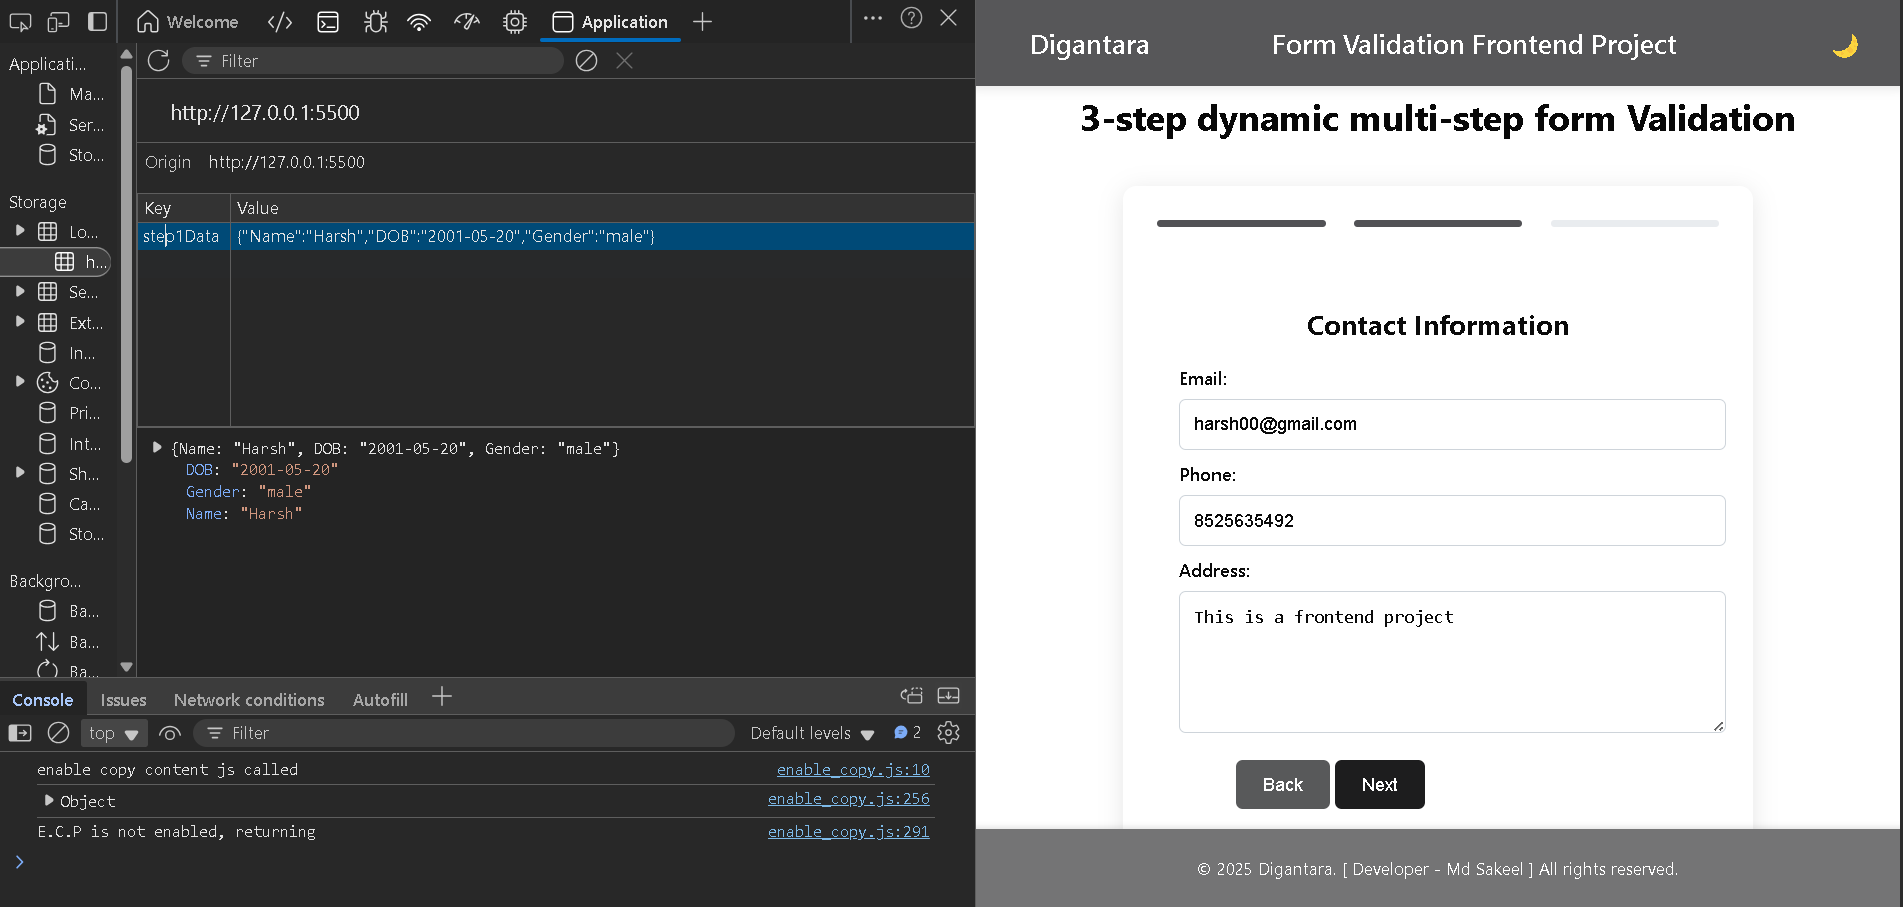 Welcome
Application
Applicati...
Ma...
Ser...
Sto...
Storage
Lo...
h...
Se...
Ext...
In...
Co...
Pri...
Int...
Sh...
Ca...
Sto...
Backgro...
Ba...
Ba...
Ba...
Filter
http://127.0.0.1:5500
Origin http://127.0.0.1:5500
Key Value
step1Data {"Name":"Harsh","DOB":"2001-05-20","Gender":"male"}
{Name: "Harsh", DOB: "2001-05-20", Gender: "male"}
DOB: "2001-05-20"
Gender: "male"
Name: "Harsh"
Console Issues Network conditions Autofill
top Filter Default levels 2
enable copy content js called enable_copy.js:10
Object enable_copy.js:256
E.C.P is not enabled, returning enable_copy.js:291
Digantara Form Validation Frontend Project
3-step dynamic multi-step form Validation
Contact Information
Email:
harsh00@gmail.com
Phone:
8525635492
Address:
This is a frontend project
Back Next
© 2025 Digantara. [ Developer - Md Sakeel ] All rights reserved.